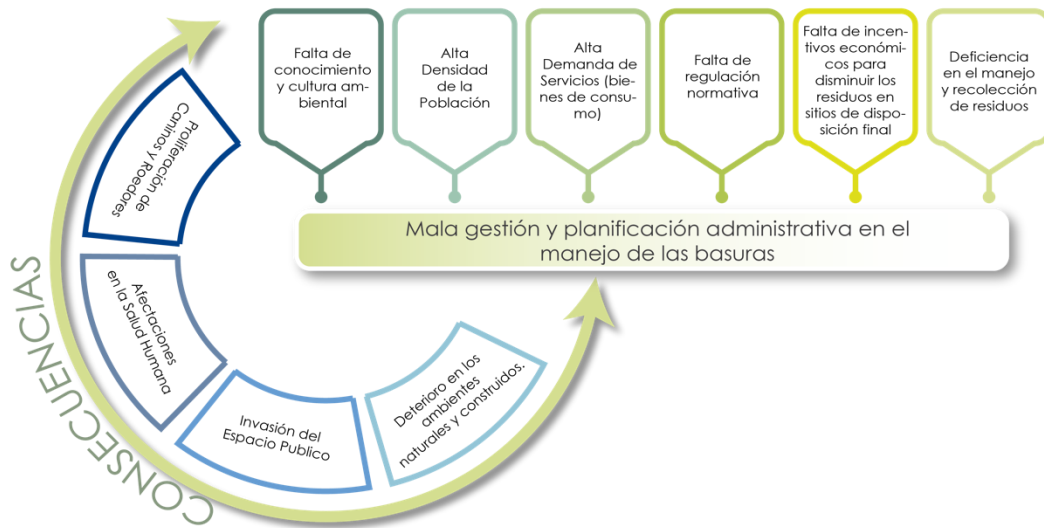 Falta de
conocimiento
y cultura am-
biental
Alta
Densidad
de la
Población
Alta
Demanda de
Servicios (bie-
nes de consu-
mo)
Falta de
regulación
normativa
Falta de incen-
tivos económi-
cos para
disminuir los
residuos en
sitios de dispo-
sición final
Deficiencia
en el manejo
y recolección
de residuos
Mala gestión y planificación administrativa en el
manejo de las basuras
CONSECUENCIAS
Proliferación de
Caninos y Roedores
Afectaciones
en la Salud Humana
Invasión del
Espacio Publico
Deterioro en los
ambientes
naturales y construidos.